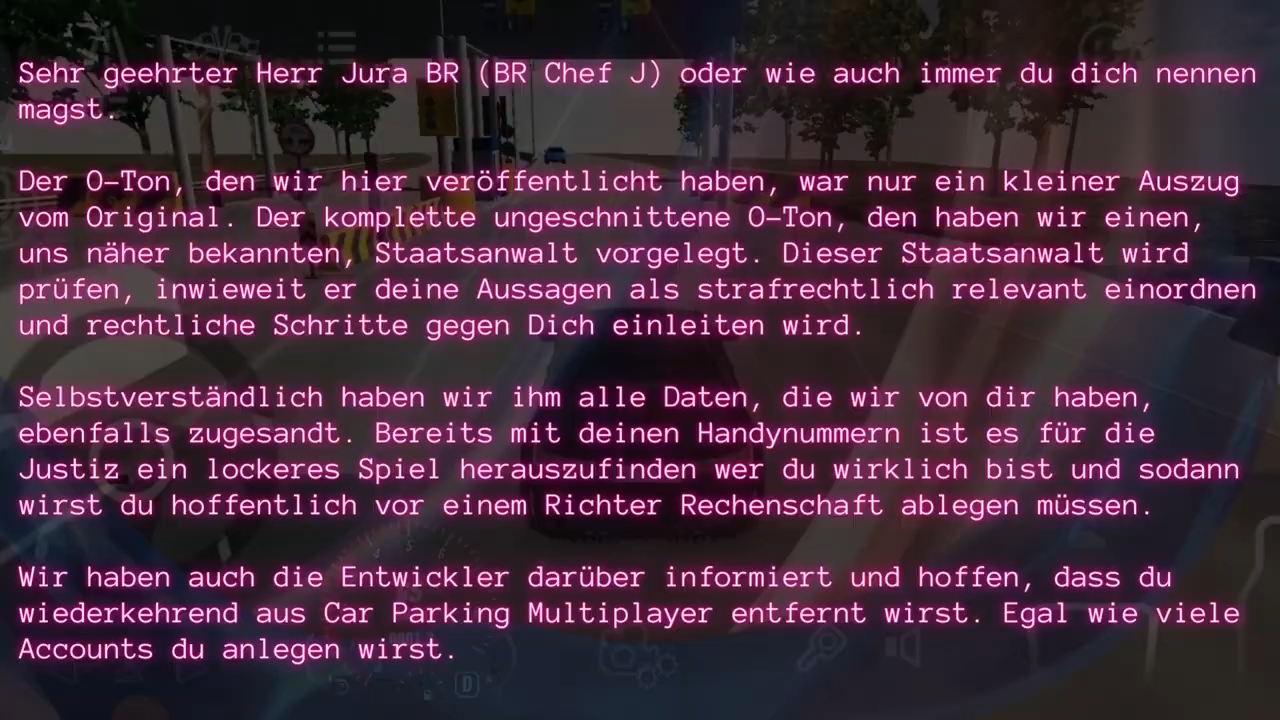 Sehr geehrter Herr Jura BR (BR Chef J) oder wie auch immer du dich nennen
magst.
Der O-Ton, den wir hier veröffentlicht haben, war nur ein kleiner Auszug
vom Original. Der komplette ungeschnittene O-Ton, den haben wir einen,
uns näher bekannten, Staatsanwalt vorgelegt. Dieser Staatsanwalt wird
prüfen, inwieweit er deine Aussagen als strafrechtlich relevant einordnen
und rechtliche Schritte gegen Dich einleiten wird.
Selbstverständlich haben wir ihm alle Daten, die wir von dir haben,
ebenfalls zugesandt. Bereits mit deinen Handynummern ist es für die
Justiz ein lockeres Spiel herauszufinden wer du wirklich bist und sodann
wirst du hoffentlich vor einem Richter Rechenschaft ablegen müssen.
Wir haben auch die Entwickler darüber informiert und hoffen, dass du
wiederkehrend aus Car Parking Multiplayer entfernt wirst. Egal wie viele
Accounts du anlegen wirst.
D